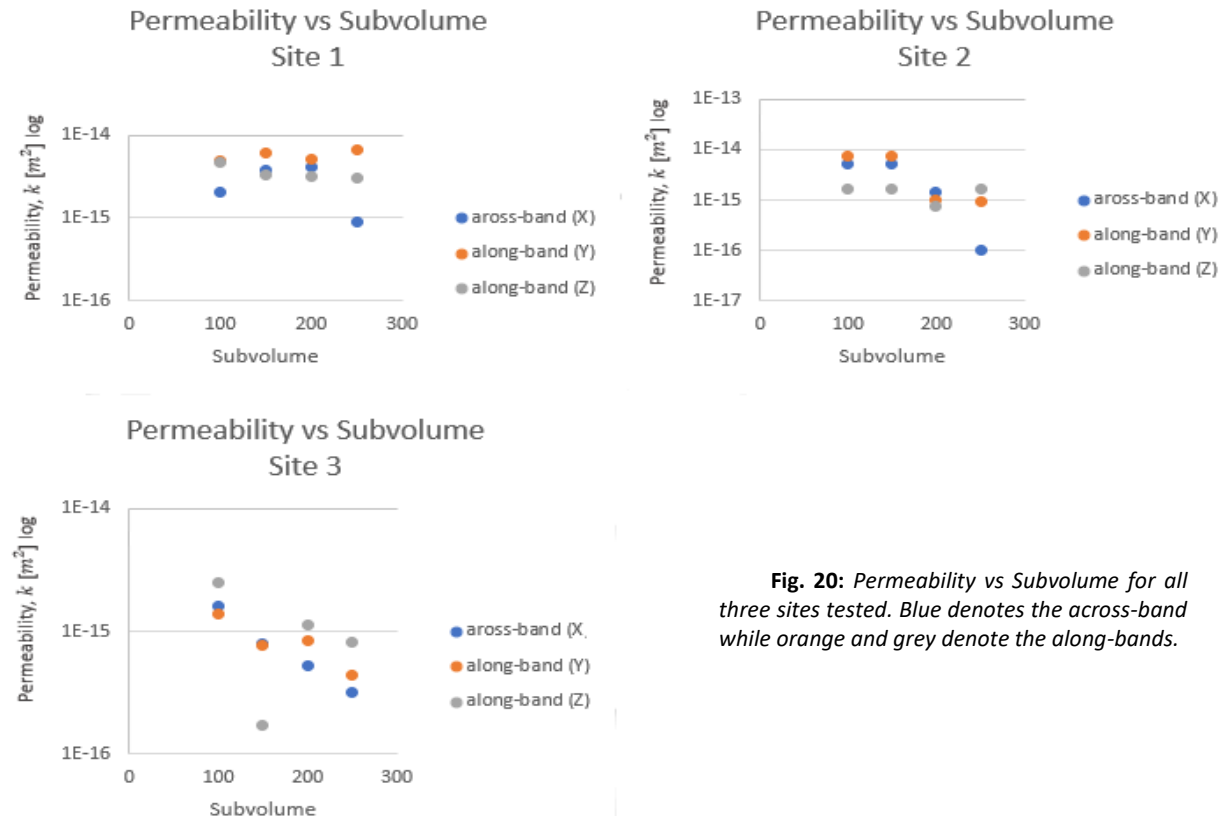 Permeability vs Subvolume
Site 1
Permeability, k [m²] log
1E-14
1E-15
1E-16
0 100 200 300
Subvolume
aross-band (X)
along-band (Y)
along-band (Z)
Permeability vs Subvolume
Site 2
Permeability, k [m²] log
1E-13
1E-14
1E-15
1E-16
1E-17
0 100 200 300
Subvolume
aross-band (X)
along-band (Y)
along-band (Z)
Permeability vs Subvolume
Site 3
Permeability, k [m²] log
1E-14
1E-15
1E-16
0 100 200 300
Subvolume
aross-band (X
along-band (Y)
along-band (Z)
Fig. 20: Permeability vs Subvolume for all
three sites tested. Blue denotes the across-band
while orange and grey denote the along-bands.